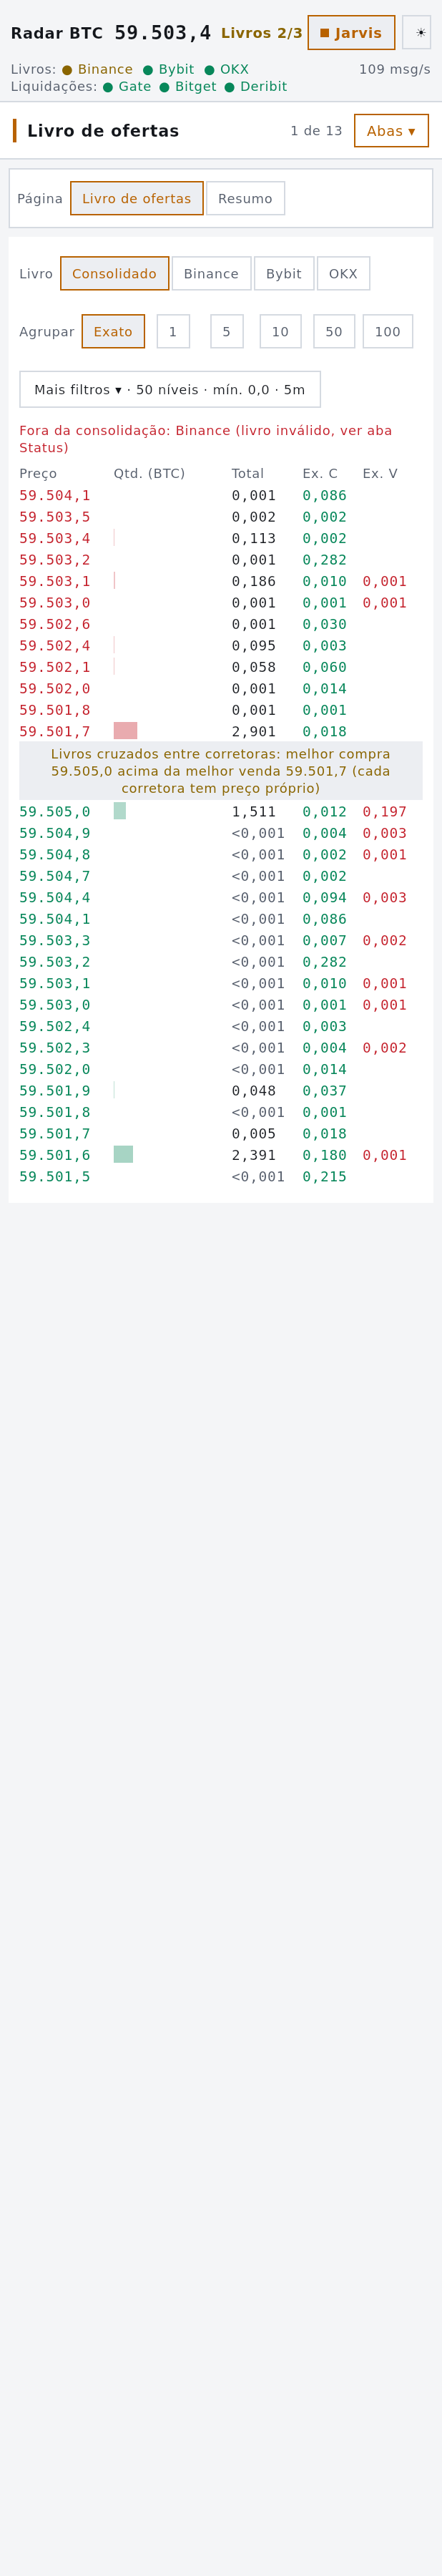 Radar BTC 59.503,4 Livros 2/3 ■ Jarvis ☀
Livros: ● Binance ● Bybit ● OKX 109 msg/s
Liquidações: ● Gate ● Bitget ● Deribit
Livro de ofertas 1 de 13 Abas ▾
Página Livro de ofertas Resumo
Livro Consolidado Binance Bybit OKX
Agrupar Exato 1 5 10 50 100
Mais filtros ▾ · 50 níveis · mín. 0,0 · 5m
Fora da consolidação: Binance (livro inválido, ver aba
Status)
Preço Qtd. (BTC) Total Ex. C Ex. V
59.504,1 0,001 0,086
59.503,5 0,002 0,002
59.503,4 0,113 0,002
59.503,2 0,001 0,282
59.503,1 0,186 0,010 0,001
59.503,0 0,001 0,001 0,001
59.502,6 0,001 0,030
59.502,4 0,095 0,003
59.502,1 0,058 0,060
59.502,0 0,001 0,014
59.501,8 0,001 0,001
59.501,7 2,901 0,018
Livros cruzados entre corretoras: melhor compra
59.505,0 acima da melhor venda 59.501,7 (cada
corretora tem preço próprio)
59.505,0 1,511 0,012 0,197
59.504,9 <0,001 0,004 0,003
59.504,8 <0,001 0,002 0,001
59.504,7 <0,001 0,002
59.504,4 <0,001 0,094 0,003
59.504,1 <0,001 0,086
59.503,3 <0,001 0,007 0,002
59.503,2 <0,001 0,282
59.503,1 <0,001 0,010 0,001
59.503,0 <0,001 0,001 0,001
59.502,4 <0,001 0,003
59.502,3 <0,001 0,004 0,002
59.502,0 <0,001 0,014
59.501,9 0,048 0,037
59.501,8 <0,001 0,001
59.501,7 0,005 0,018
59.501,6 2,391 0,180 0,001
59.501,5 <0,001 0,215